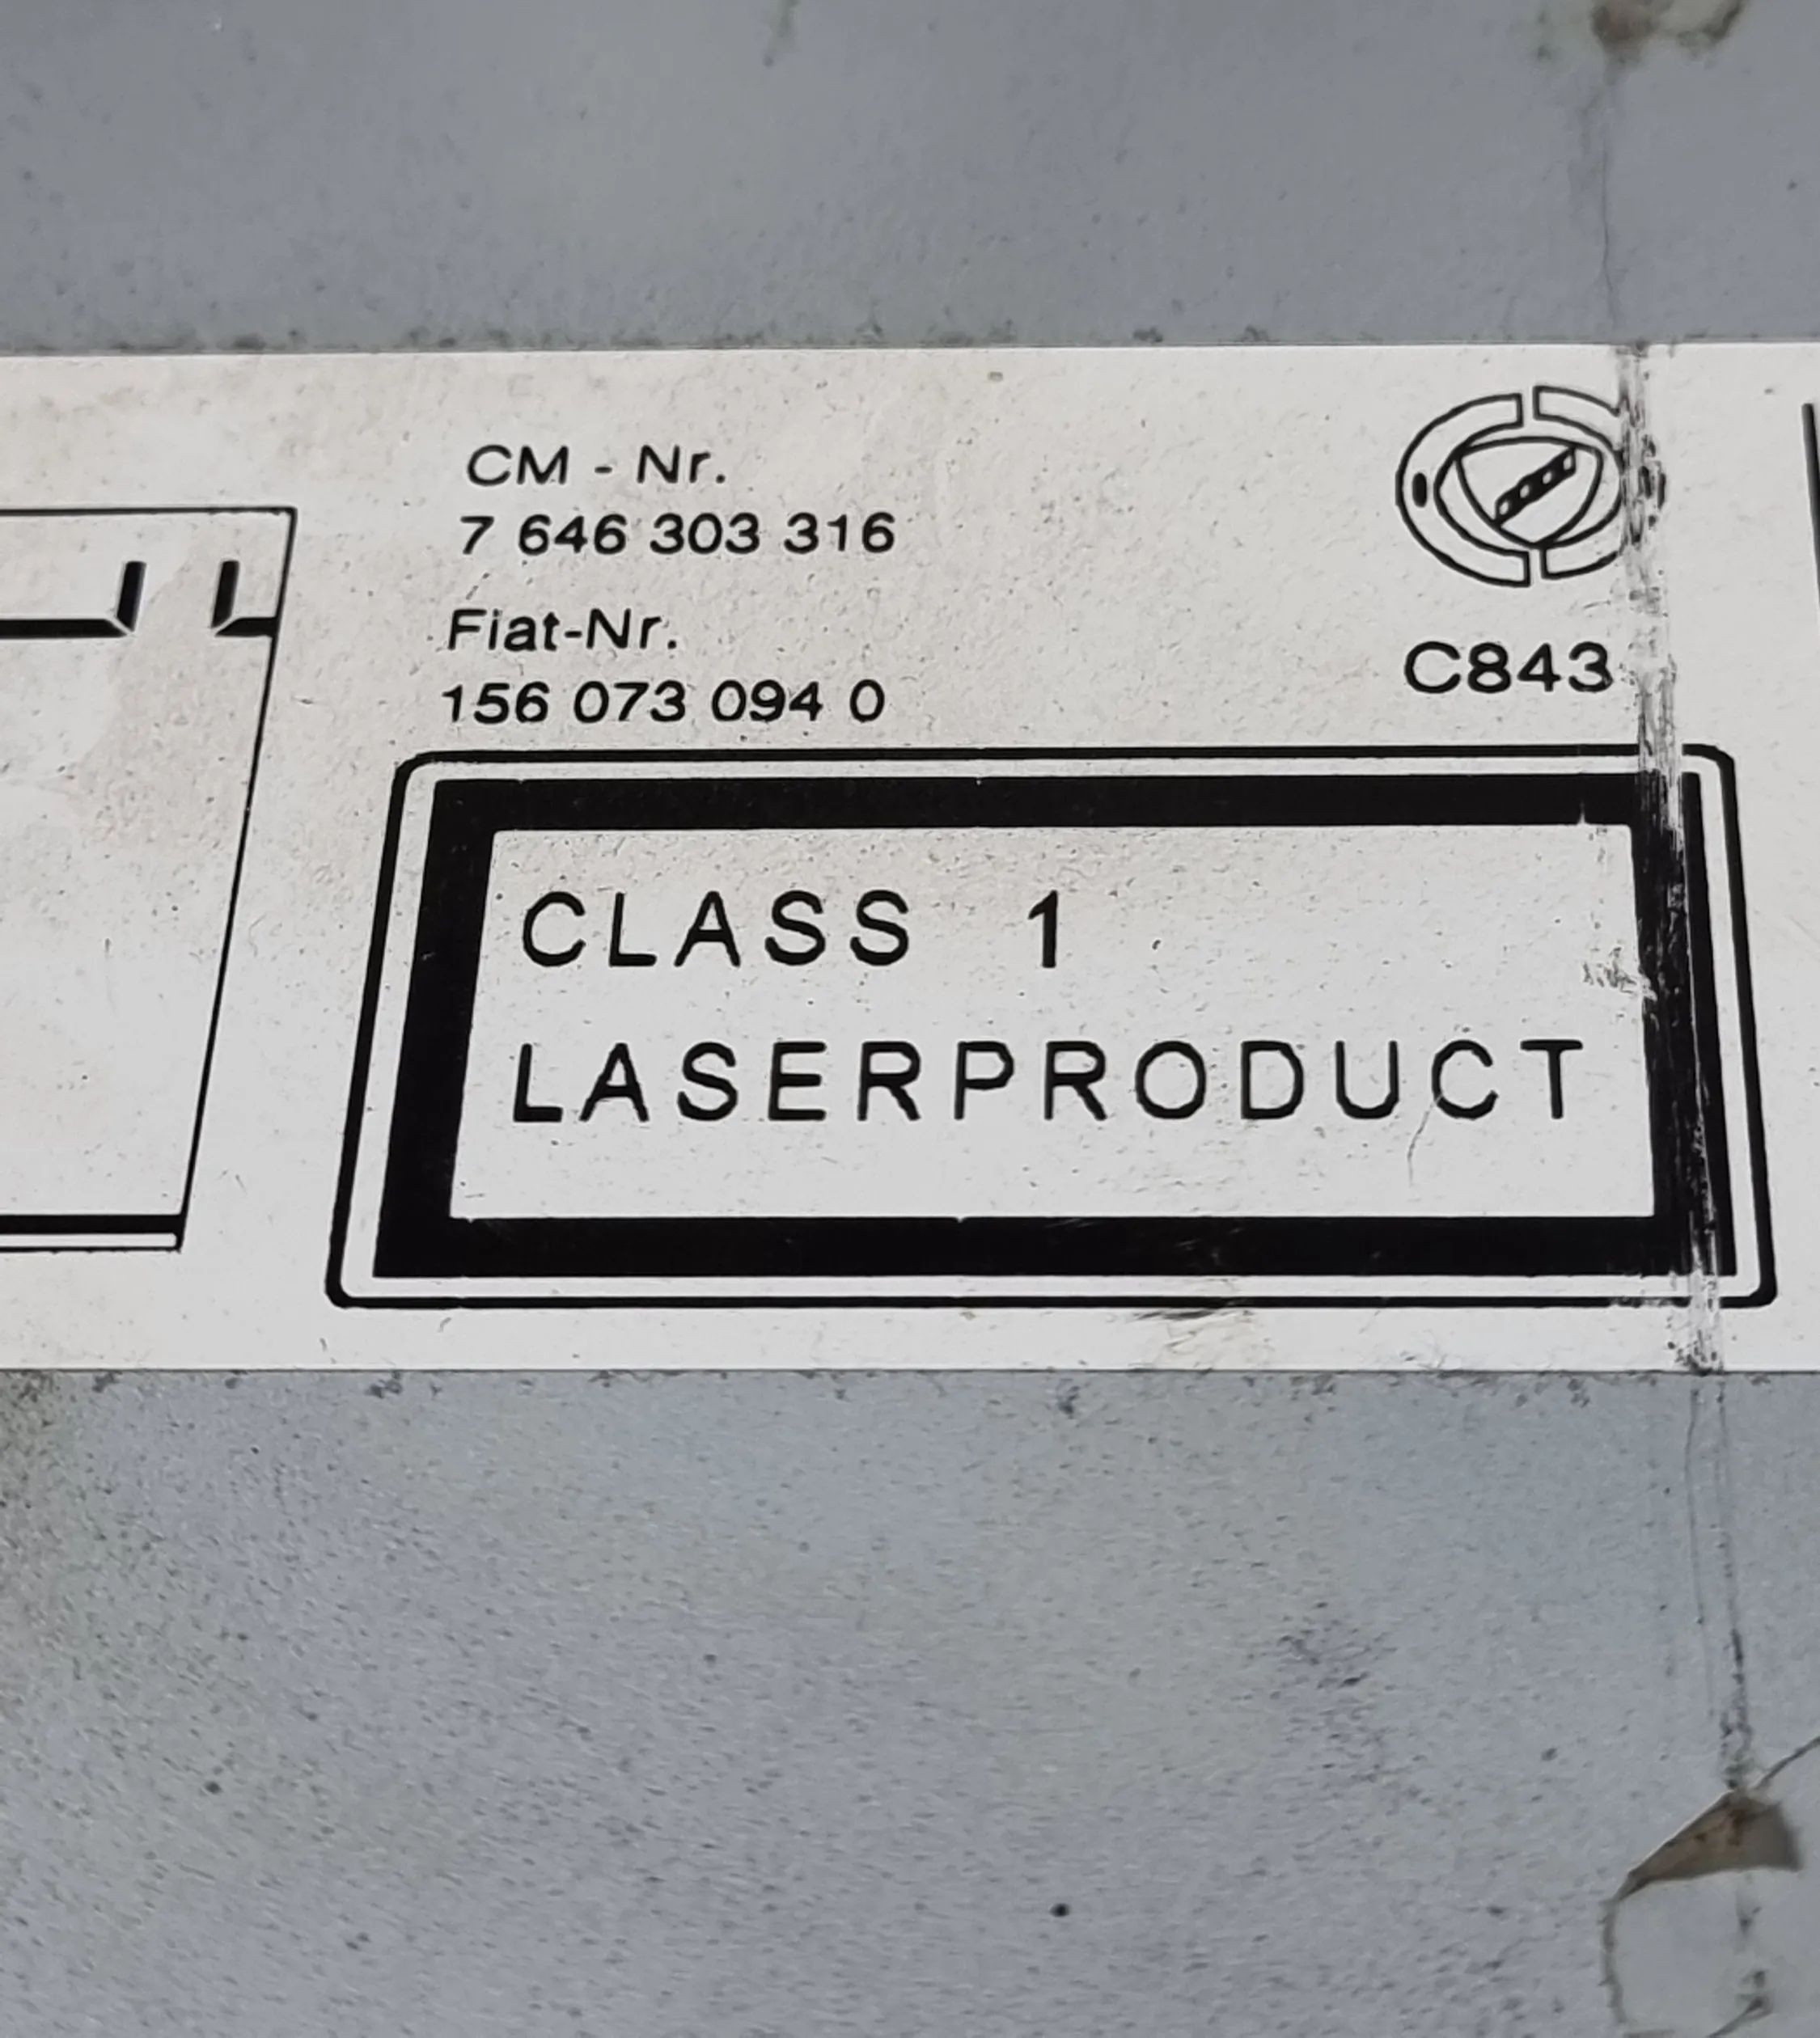 CM - Nr.
7 646 303 316
Fiat-Nr.
156 073 094 0
C843
CLASS 1
LASERPRODUCT